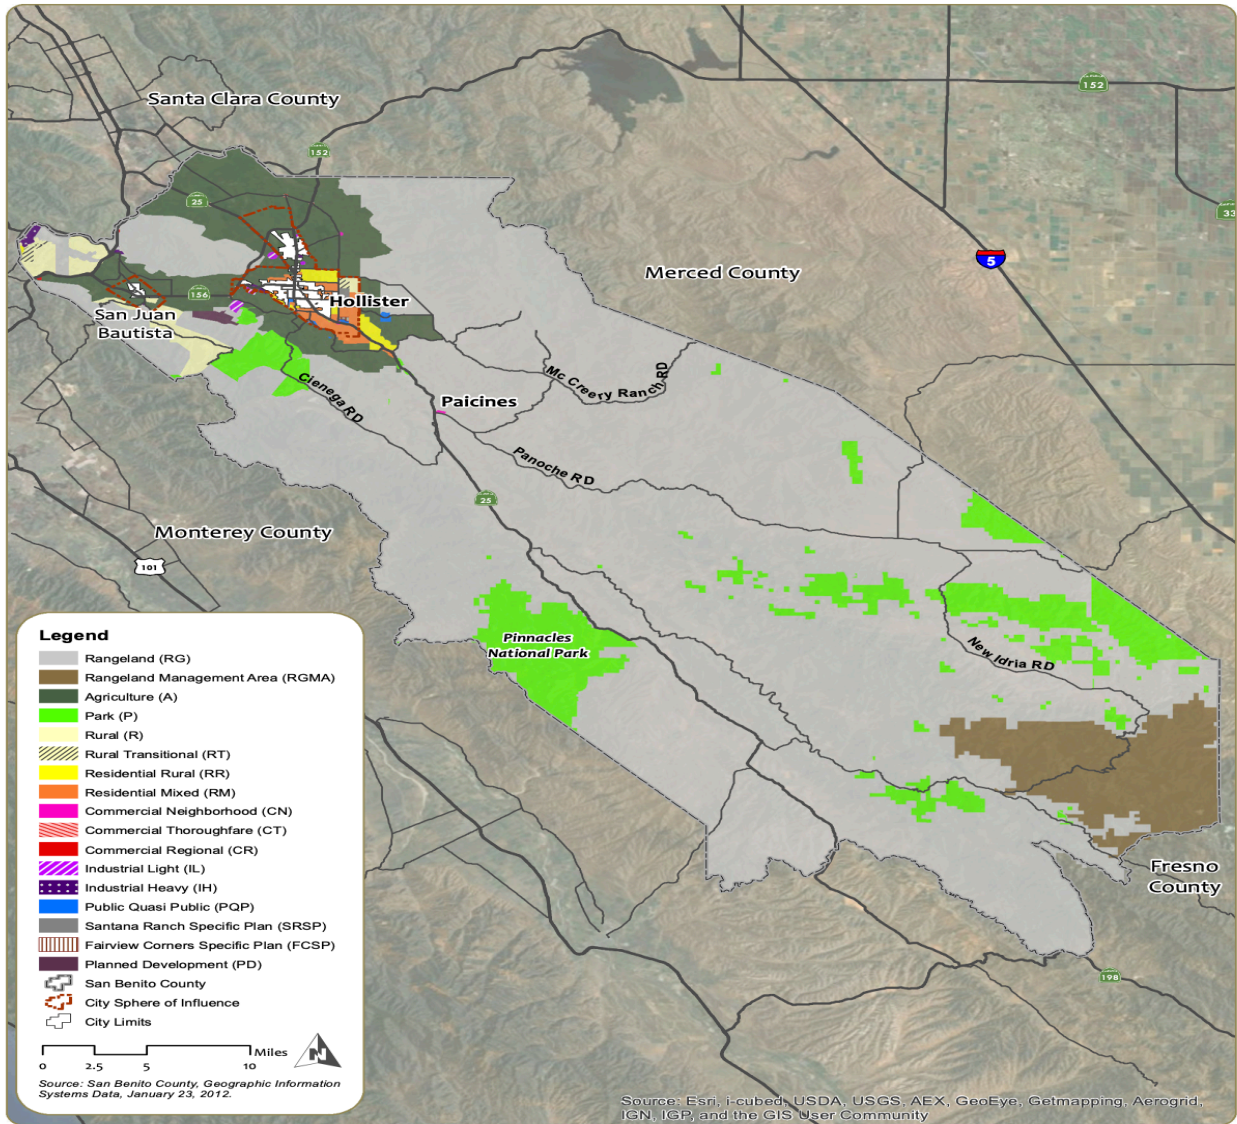 Santa Clara County
152
152
25
33
5
Merced County
156
Hollister
San Juan
Bautista
Mc Creery Ranch RD
Cienega RD
Paicines
Panoche RD
25
Monterey County
101
Pinnacles
National Park
New Idria RD
Fresno
County
198
Legend
Rangeland (RG)
Rangeland Management Area (RGMA)
Agriculture (A)
Park (P)
Rural (R)
Rural Transitional (RT)
Residential Rural (RR)
Residential Mixed (RM)
Commercial Neighborhood (CN)
Commercial Thoroughfare (CT)
Commercial Regional (CR)
Industrial Light (IL)
Industrial Heavy (IH)
Public Quasi Public (PQP)
Santana Ranch Specific Plan (SRSP)
Fairview Corners Specific Plan (FCSP)
Planned Development (PD)
San Benito County
City Sphere of Influence
City Limits
Miles
0 2.5 5 10
N
Source: San Benito County, Geographic Information
Systems Data, January 23, 2012.
Source: Esri, i-cubed, USDA, USGS, AEX, GeoEye, Getmapping, Aerogrid,
IGN, IGP, and the GIS User Community